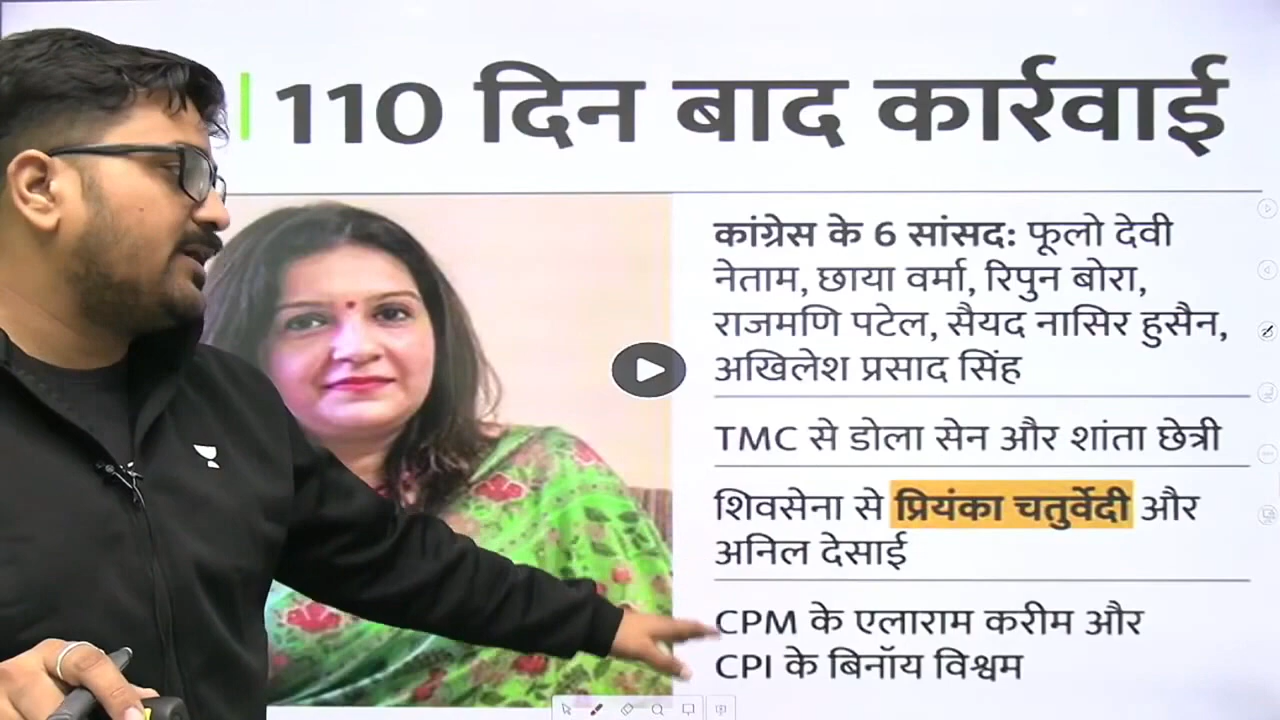 110 दिन बाद कार्रवाई
कांग्रेस के 6 सांसद: फूलो देवी
नेताम, छाया वर्मा, रिपुन बोरा,
राजमणि पटेल, सैयद नासिर हुसैन,
अखिलेश प्रसाद सिंह
TMC से डोला सेन और शांता छेत्री
शिवसेना से प्रियंका चतुर्वेदी और
अनिल देसाई
CPM के एलाराम करीम और
CPI के बिनॉय विश्वम